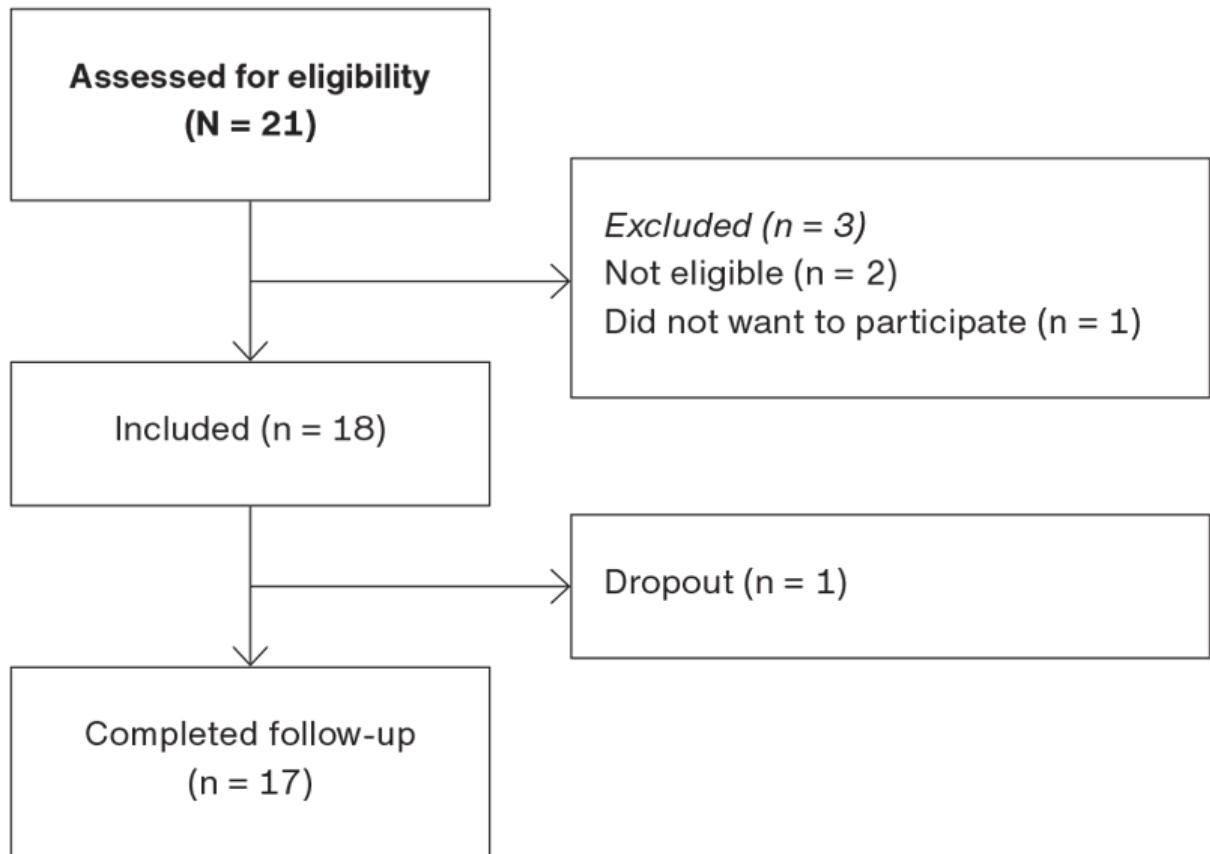 Assessed for eligibility
(N = 21)
Excluded (n = 3)
Not eligible (n = 2)
Did not want to participate (n = 1)
Included (n = 18)
Dropout (n = 1)
Completed follow-up
(n = 17)